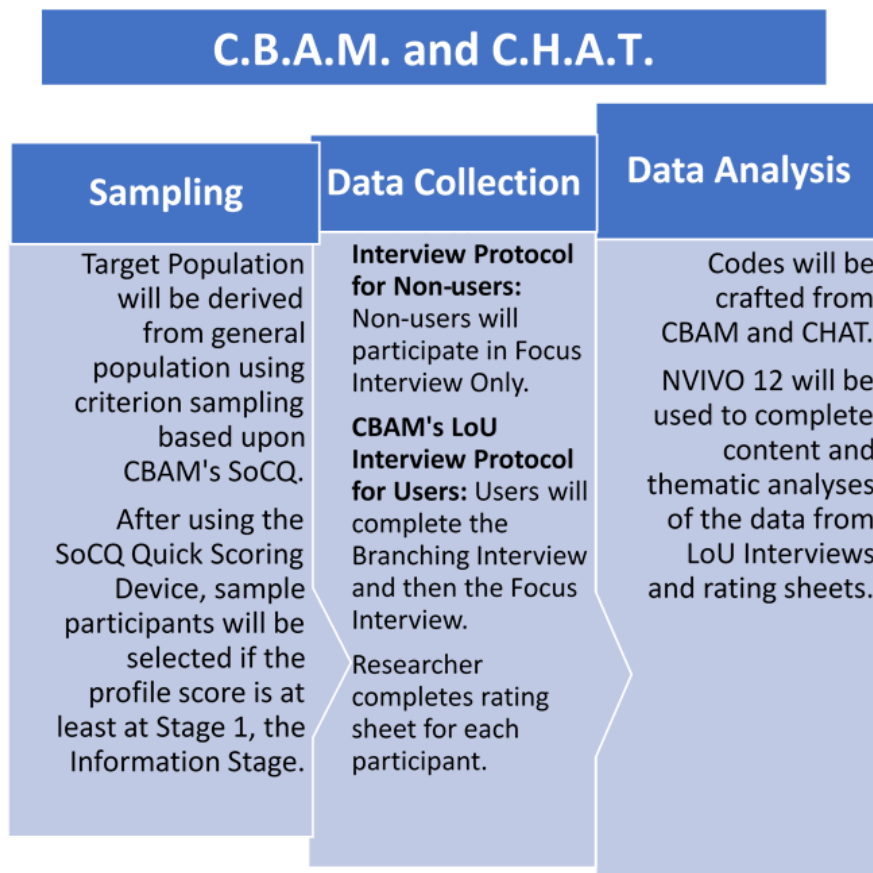 C.B.A.M. and C.H.A.T.
Sampling
Target Population
will be derived
from general
population using
criterion sampling
based upon
CBAM's SoCQ.
After using the
SoCQ Quick Scoring
Device, sample
participants will be
selected if the
profile score is at
least at Stage 1, the
Information Stage.
Data Collection
Interview Protocol
for Non-users:
Non-users will
participate in Focus
Interview Only.
CBAM's LoU
Interview Protocol
for Users: Users will
complete the
Branching Interview
and then the Focus
Interview.
Researcher
completes rating
sheet for each
participant.
Data Analysis
Codes will be
crafted from
CBAM and CHAT.
NVIVO 12 will be
used to complete
content and
thematic analyses
of the data from
LoU Interviews
and rating sheets.